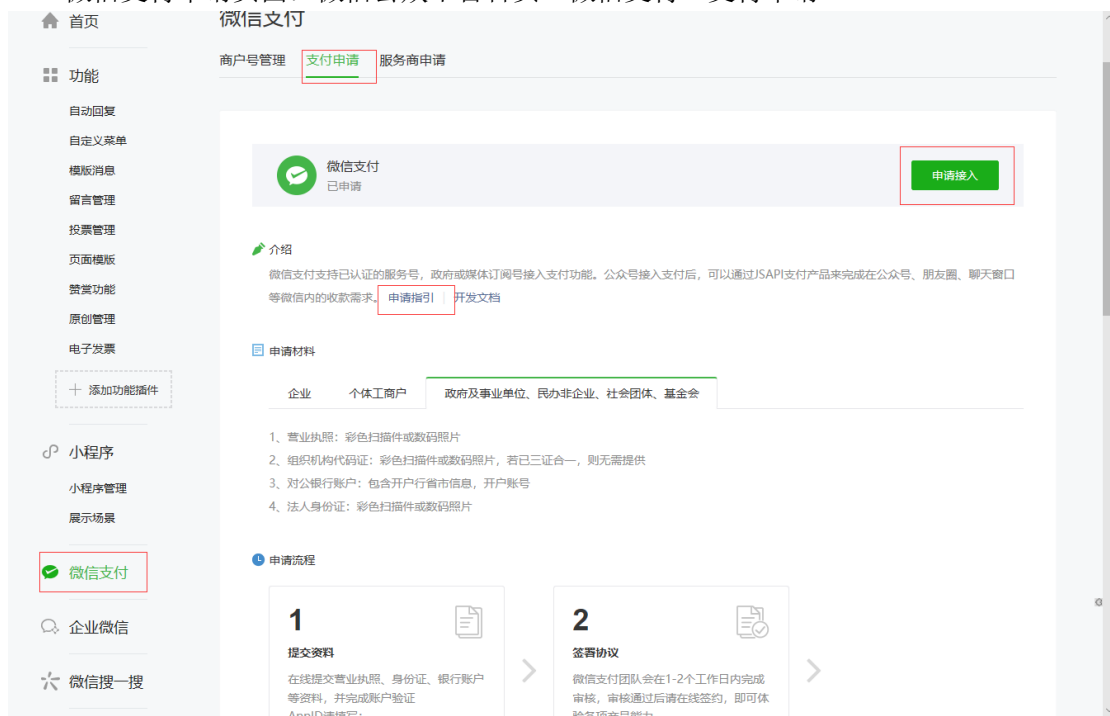 首页
功能
自动回复
自定义菜单
模版消息
留言管理
投票管理
页面模版
赞赏功能
原创管理
电子发票
添加功能插件
小程序
小程序管理
展示场景
微信支付
企业微信
微信搜一搜
微信支付
商户号管理 支付申请 服务商申请
微信支付
已申请
申请接入
介绍
微信支付支持已认证的服务号，政府或媒体订阅号接入支付功能。公众号接入支付后，可以通过JSAPI支付产品来完成在公众号、朋友圈、聊天窗口
等微信内的收款需求。 申请指引 | 开发文档
申请材料
企业 个体工商户 政府及事业单位、民办非企业、社会团体、基金会
1、营业执照：彩色扫描件或数码照片
2、组织机构代码证：彩色扫描件或数码照片，若已三证合一，则无需提供
3、对公银行账户：包含开户行省市信息，开户账号
4、法人身份证：彩色扫描件或数码照片
申请流程
1
提交资料
在线提交营业执照、身份证、银行账户
等资料，并完成账户验证
2
签署协议
微信支付团队会在1-2个工作日内完成
审核，审核通过后请在线签约，即可体